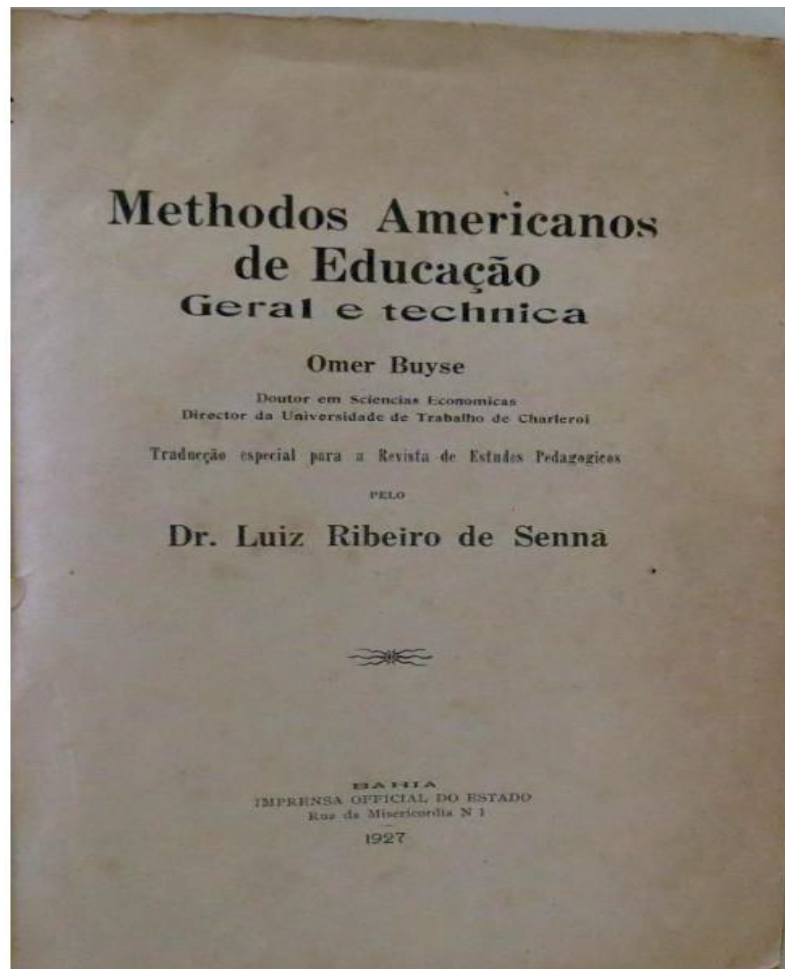 Methodos Americanos
de Educação
Geral e technica
Omer Buyse
Doutor em Sciencias Economicas
Director da Universidade de Trabalho de Charleroi
Traducção especial para a Revista de Estudos Pedagogicos
PELO
Dr. Luiz Ribeiro de Senna
BAHIA
IMPRENSA OFFICIAL DO ESTADO
Rua da Misericordia N 1
1927